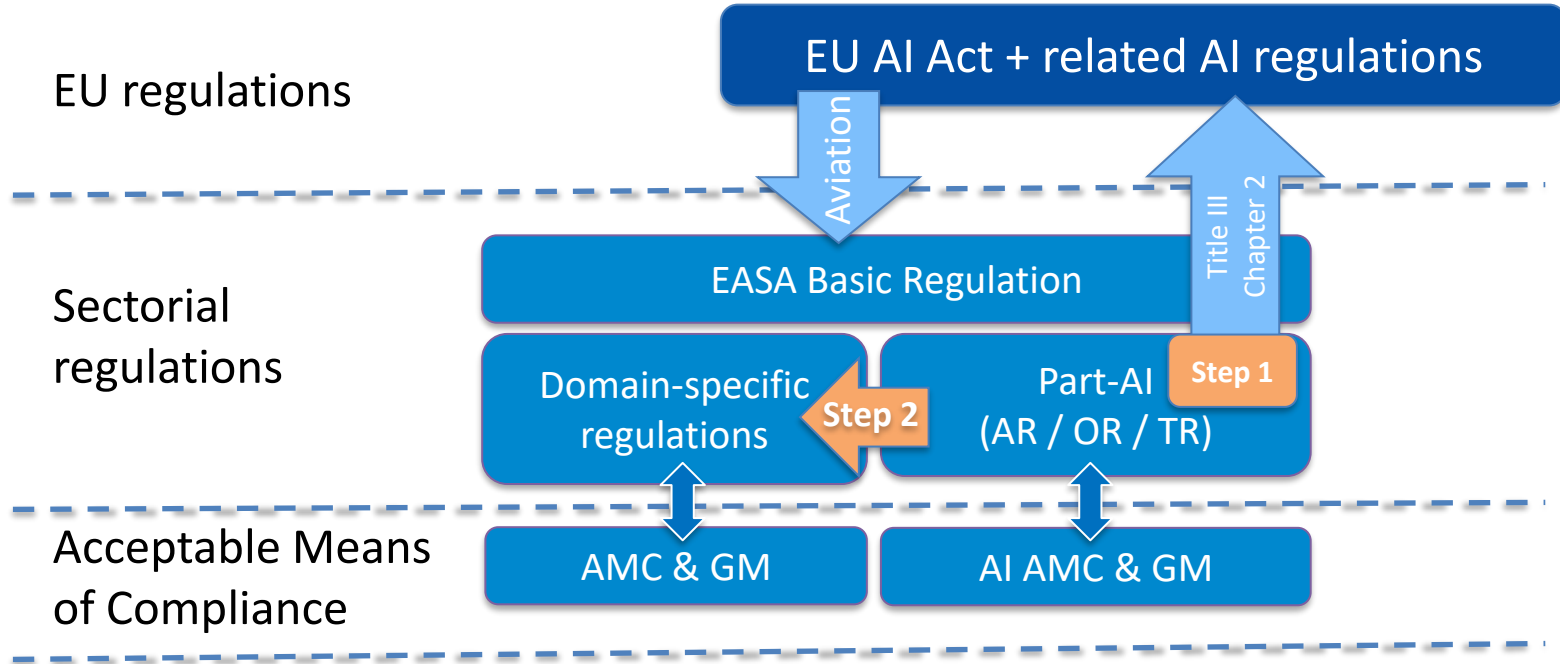 EU regulations
EU AI Act + related AI regulations
Aviation
Title III
Chapter 2
Sectorial
regulations
EASA Basic Regulation
Domain-specific
regulations
Step 2
Part-AI
(AR / OR / TR)
Step 1
Acceptable Means
of Compliance
AMC & GM
AI AMC & GM